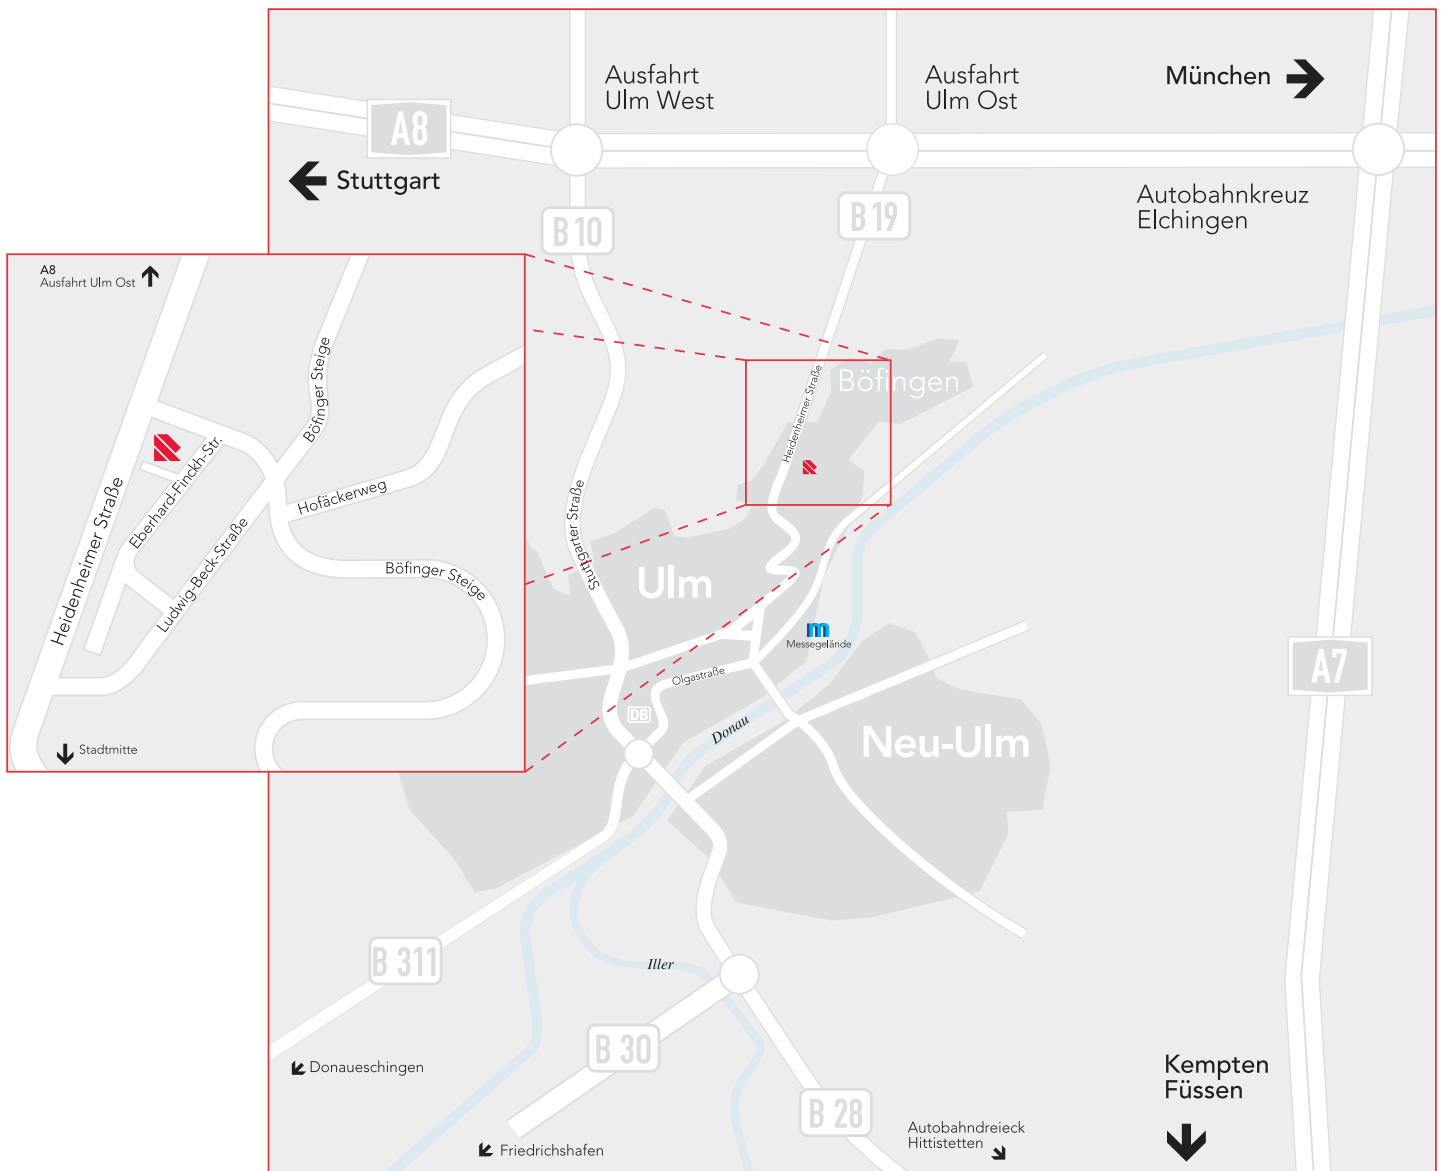 Ausfahrt
Ulm West
Ausfahrt
Ulm Ost
München
A8
Stuttgart
Autobahnkreuz
Elchingen
B 10
B 19
A8
Ausfahrt Ulm Ost
Böfinger Steige
Heidenheimer Straße
Böfingen
Eberhard-Finckh-Str.
Hofäckerweg
Heidenheimer Straße
Ludwig-Beck-Straße
Böfinger Steige
Stadtmitte
Stuttgarter Straße
Ulm
m
Messegelände
Olgastraße
A7
DB
Donau
Neu-Ulm
B 311
Iller
B 30
Donaueschingen
Kempten
Füssen
B 28
Friedrichshafen
Autobahndreieck
Hittistetten